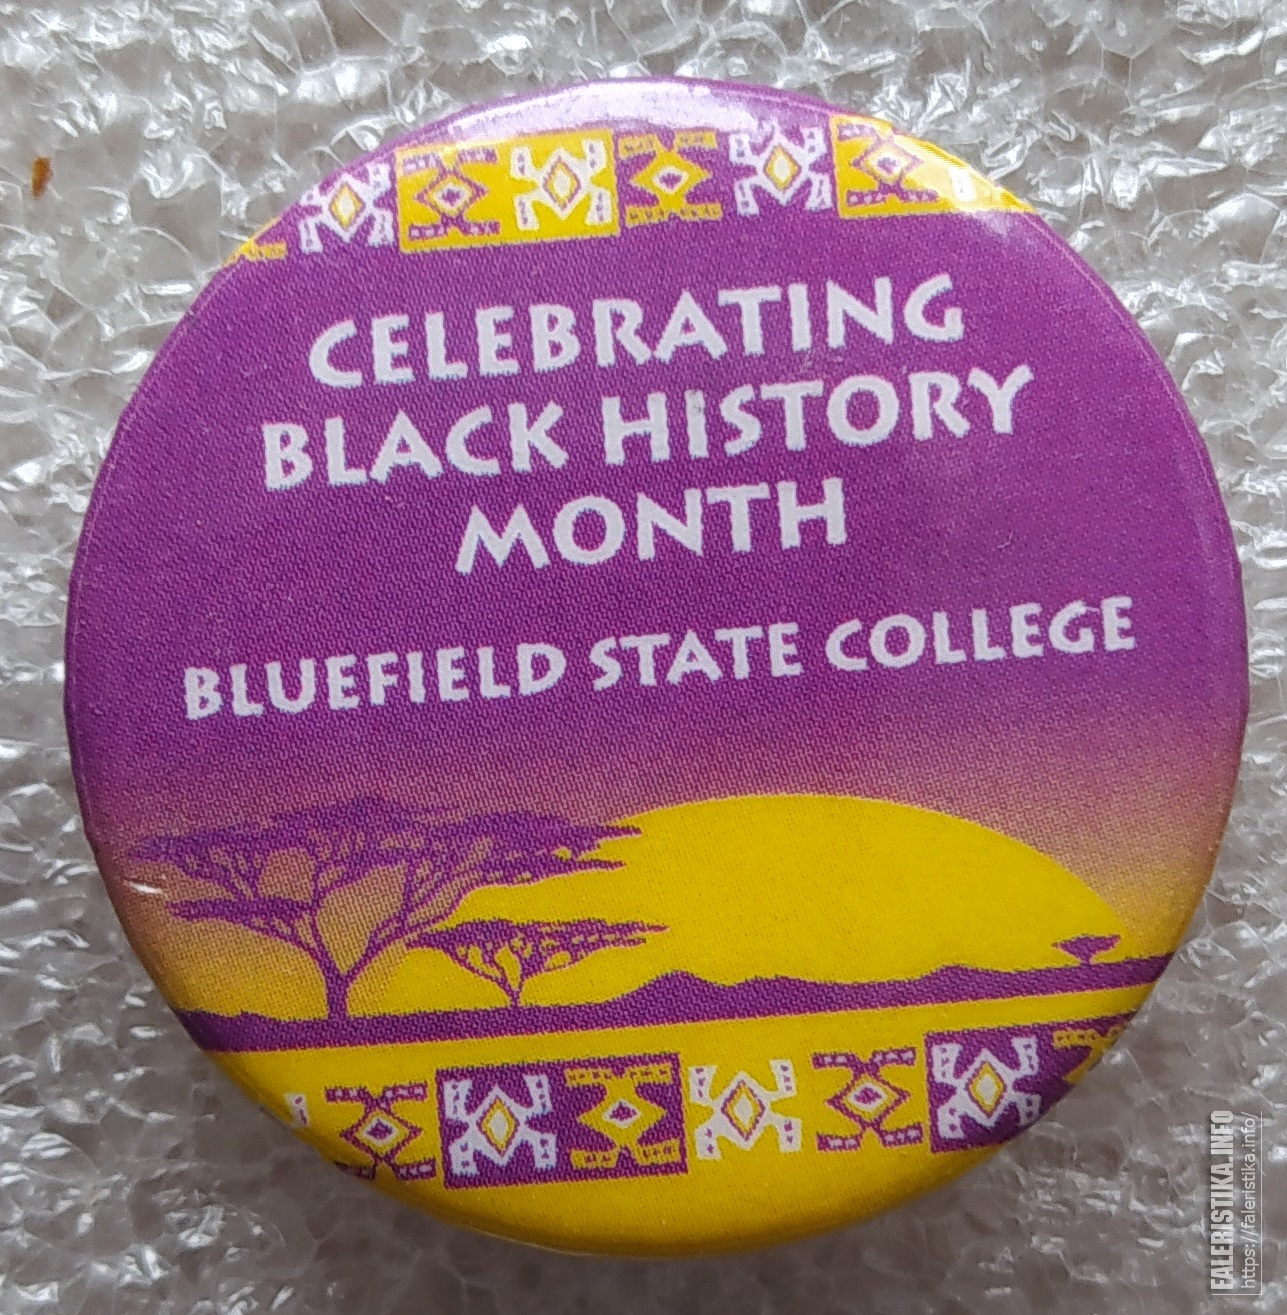 CELEBRATING
BLACK HISTORY
MONTH
BLUEFIELD STATE COLLEGE
FALERISTIKA.INFO
https://faleristika.info/